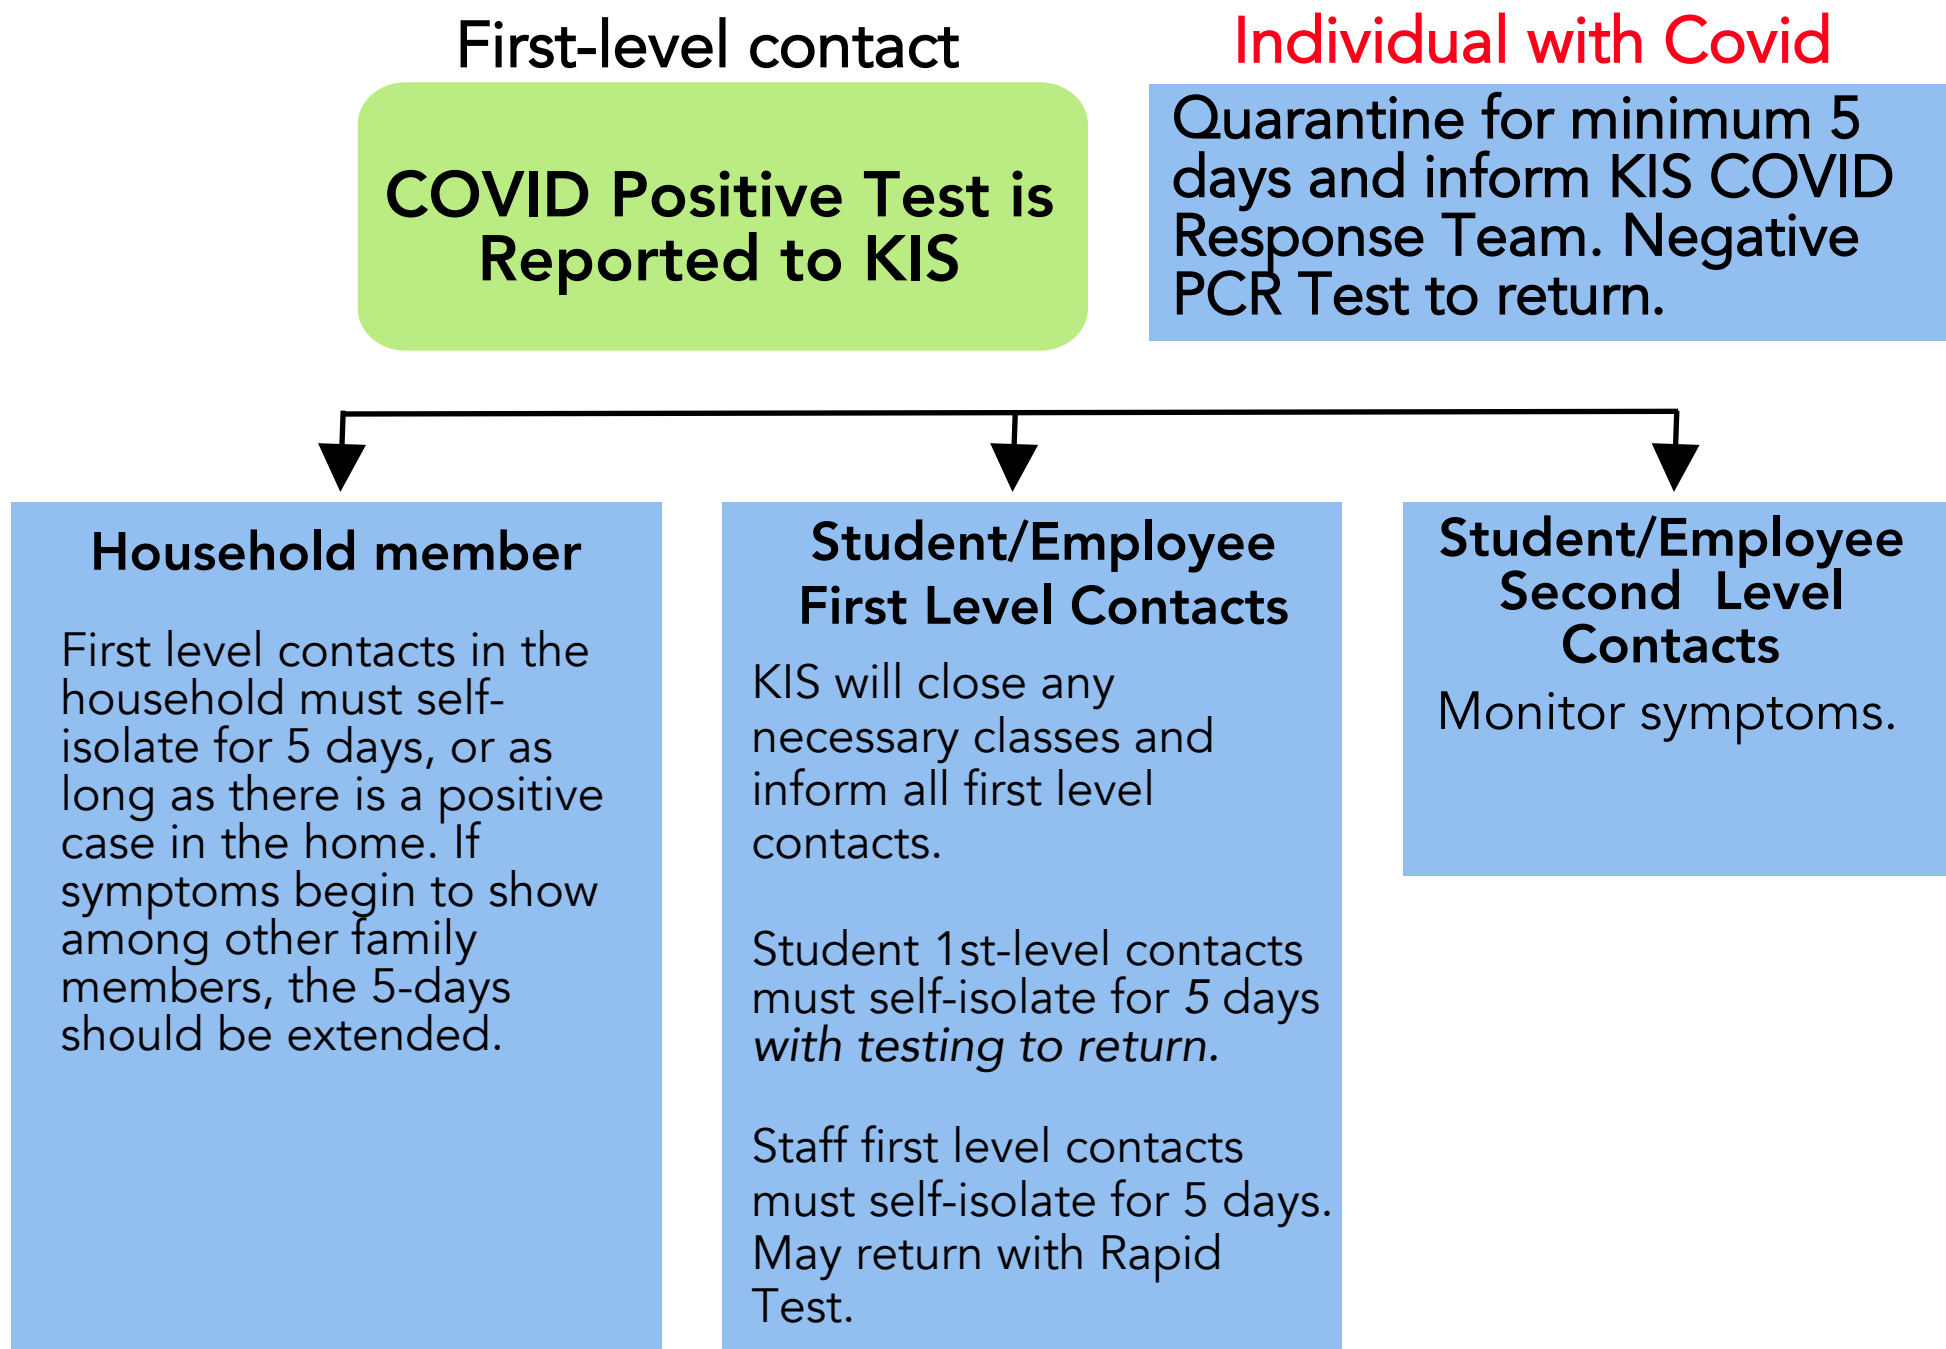 First-level contact
COVID Positive Test is
Reported to KIS
Individual with Covid
Quarantine for minimum 5
days and inform KIS COVID
Response Team. Negative
PCR Test to return.
Household member
First level contacts in the
household must self-
isolate for 5 days, or as
long as there is a positive
case in the home. If
symptoms begin to show
among other family
members, the 5-days
should be extended.
Student/Employee
First Level Contacts
KIS will close any
necessary classes and
inform all first level
contacts.
Student 1st-level contacts
must self-isolate for 5 days
with testing to return.
Staff first level contacts
must self-isolate for 5 days.
May return with Rapid
Test.
Student/Employee
Second Level
Contacts
Monitor symptoms.